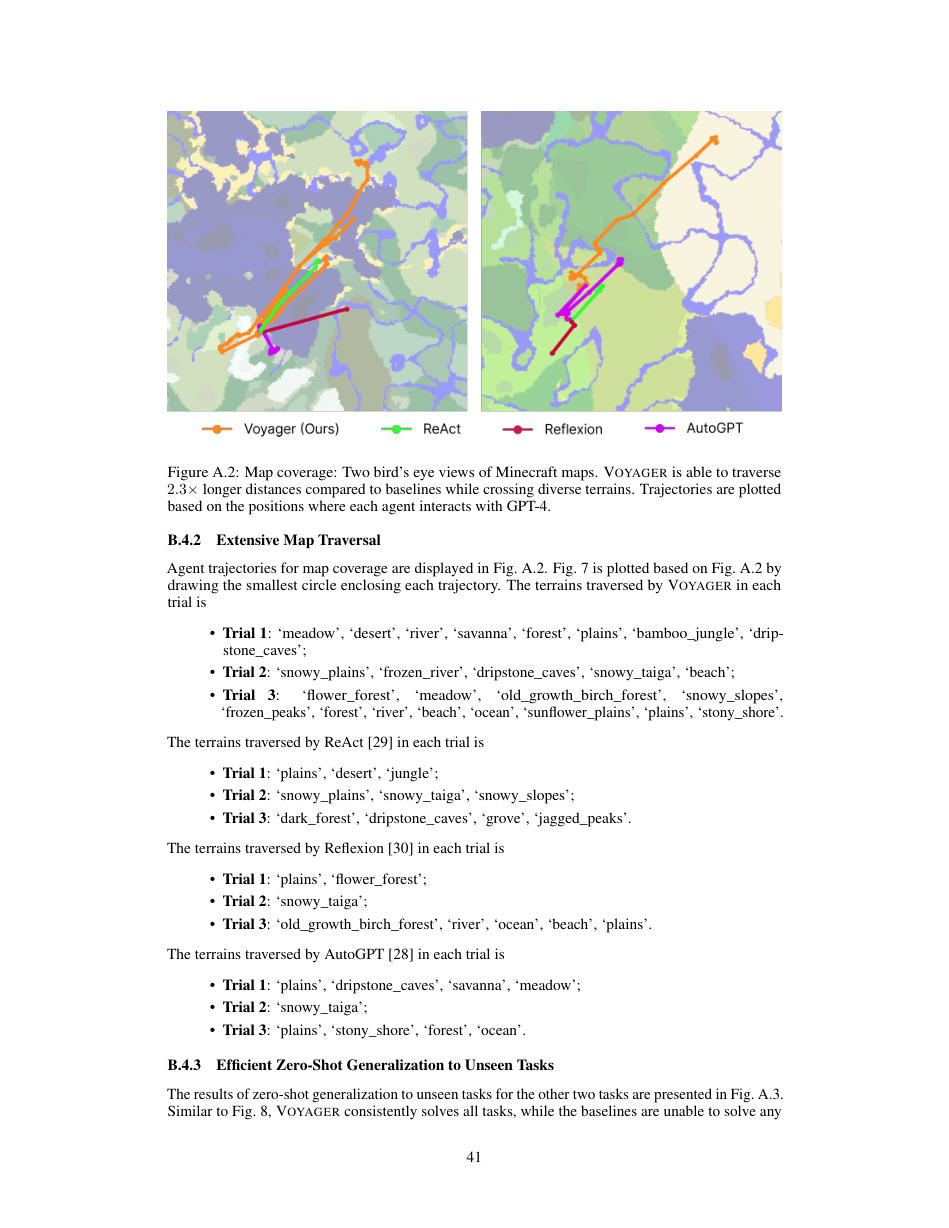 Voyager (Ours) ReAct Reflexion AutoGPT
Figure A.2: Map coverage: Two bird’s eye views of Minecraft maps. VOYAGER is able to traverse
2.3× longer distances compared to baselines while crossing diverse terrains. Trajectories are plotted
based on the positions where each agent interacts with GPT-4.
B.4.2 Extensive Map Traversal
Agent trajectories for map coverage are displayed in Fig. A.2. Fig. 7 is plotted based on Fig. A.2 by
drawing the smallest circle enclosing each trajectory. The terrains traversed by VOYAGER in each
trial is
• Trial 1: ‘meadow’, ‘desert’, ‘river’, ‘savanna’, ‘forest’, ‘plains’, ‘bamboo_jungle’, ‘drip-
stone_caves’;
• Trial 2: ‘snowy_plains’, ‘frozen_river’, ‘dripstone_caves’, ‘snowy_taiga’, ‘beach’;
• Trial 3: ‘flower_forest’, ‘meadow’, ‘old_growth_birch_forest’, ‘snowy_slopes’,
‘frozen_peaks’, ‘forest’, ‘river’, ‘beach’, ‘ocean’, ‘sunflower_plains’, ‘plains’, ‘stony_shore’.
The terrains traversed by ReAct [29] in each trial is
• Trial 1: ‘plains’, ‘desert’, ‘jungle’;
• Trial 2: ‘snowy_plains’, ‘snowy_taiga’, ‘snowy_slopes’;
• Trial 3: ‘dark_forest’, ‘dripstone_caves’, ‘grove’, ‘jagged_peaks’.
The terrains traversed by Reflexion [30] in each trial is
• Trial 1: ‘plains’, ‘flower_forest’;
• Trial 2: ‘snowy_taiga’;
• Trial 3: ‘old_growth_birch_forest’, ‘river’, ‘ocean’, ‘beach’, ‘plains’.
The terrains traversed by AutoGPT [28] in each trial is
• Trial 1: ‘plains’, ‘dripstone_caves’, ‘savanna’, ‘meadow’;
• Trial 2: ‘snowy_taiga’;
• Trial 3: ‘plains’, ‘stony_shore’, ‘forest’, ‘ocean’.
B.4.3 Efficient Zero-Shot Generalization to Unseen Tasks
The results of zero-shot generalization to unseen tasks for the other two tasks are presented in Fig. A.3.
Similar to Fig. 8, VOYAGER consistently solves all tasks, while the baselines are unable to solve any
41